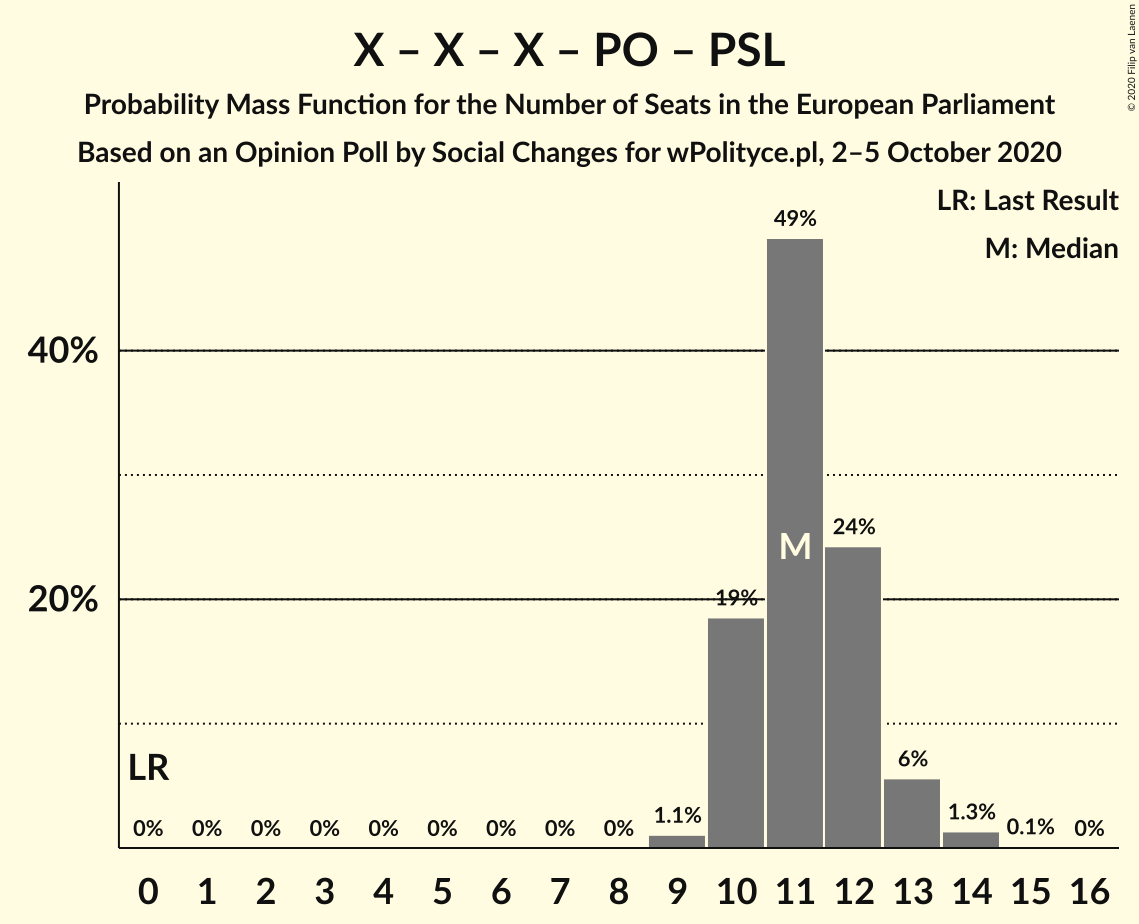 X – X – X – PO – PSL
Probability Mass Function for the Number of Seats in the European Parliament
Based on an Opinion Poll by Social Changes for wPolityce.pl, 2–5 October 2020
© 2020 Filip van Laenen
LR: Last Result
M: Median
49%
40%
24%
M
20%
19%
LR
6%
0% 0% 0% 0% 0% 0% 0% 0% 0% 1.1% 1.3% 0.1% 0%
0 1 2 3 4 5 6 7 8 9 10 11 12 13 14 15 16